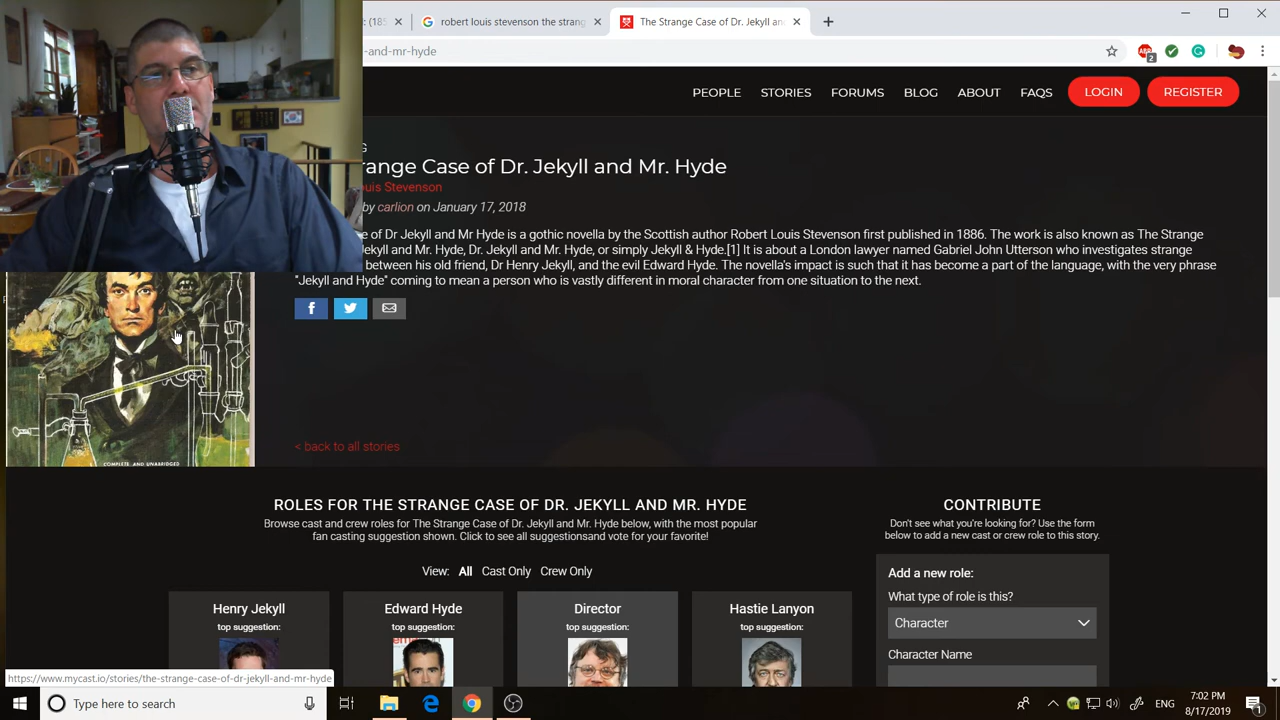 (185
robert louis stevenson the strang
The Strange Case of Dr. Jekyll an
-and-mr-hyde
2
PEOPLE STORIES FORUMS BLOG ABOUT FAQS LOGIN REGISTER
G
range Case of Dr. Jekyll and Mr. Hyde
ouis Stevenson
by carlion on January 17, 2018
e of Dr Jekyll and Mr Hyde is a gothic novella by the Scottish author Robert Louis Stevenson first published in 1886. The work is also known as The Strange
ekyll and Mr. Hyde, Dr. Jekyll and Mr. Hyde, or simply Jekyll & Hyde.[1] It is about a London lawyer named Gabriel John Utterson who investigates strange
between his old friend, Dr Henry Jekyll, and the evil Edward Hyde. The novella's impact is such that it has become a part of the language, with the very phrase
"Jekyll and Hyde" coming to mean a person who is vastly different in moral character from one situation to the next.
< back to all stories
COMPLETE AND UNABRIDGED
ROLES FOR THE STRANGE CASE OF DR. JEKYLL AND MR. HYDE
Browse cast and crew roles for The Strange Case of Dr. Jekyll and Mr. Hyde below, with the most popular
fan casting suggestion shown. Click to see all suggestionsand vote for your favorite!
View: All Cast Only Crew Only
Henry Jekyll
top suggestion:
Edward Hyde
top suggestion:
Director
top suggestion:
Hastie Lanyon
top suggestion:
CONTRIBUTE
Don't see what you're looking for? Use the form
below to add a new cast or crew role to this story.
Add a new role:
What type of role is this?
Character
Character Name
https://www.mycast.io/stories/the-strange-case-of-dr-jekyll-and-mr-hyde
Type here to search
ENG
7:02 PM
8/17/2019